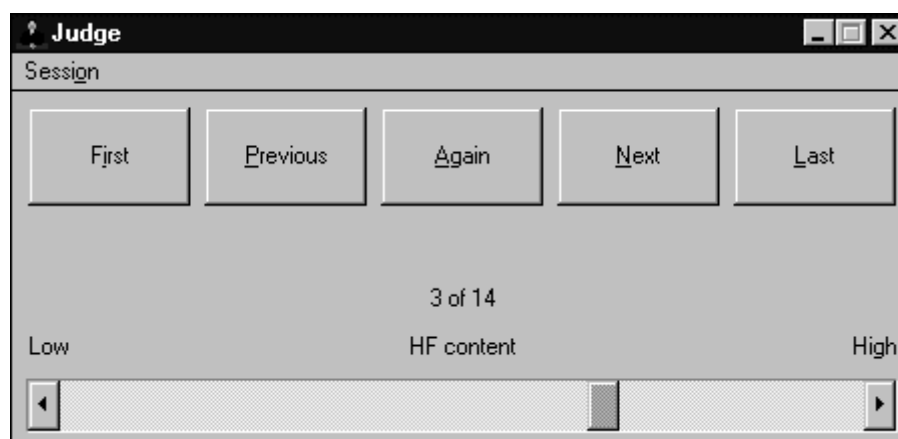 Judge
Session
First Previous Again Next Last
3 of 14
Low HF content High